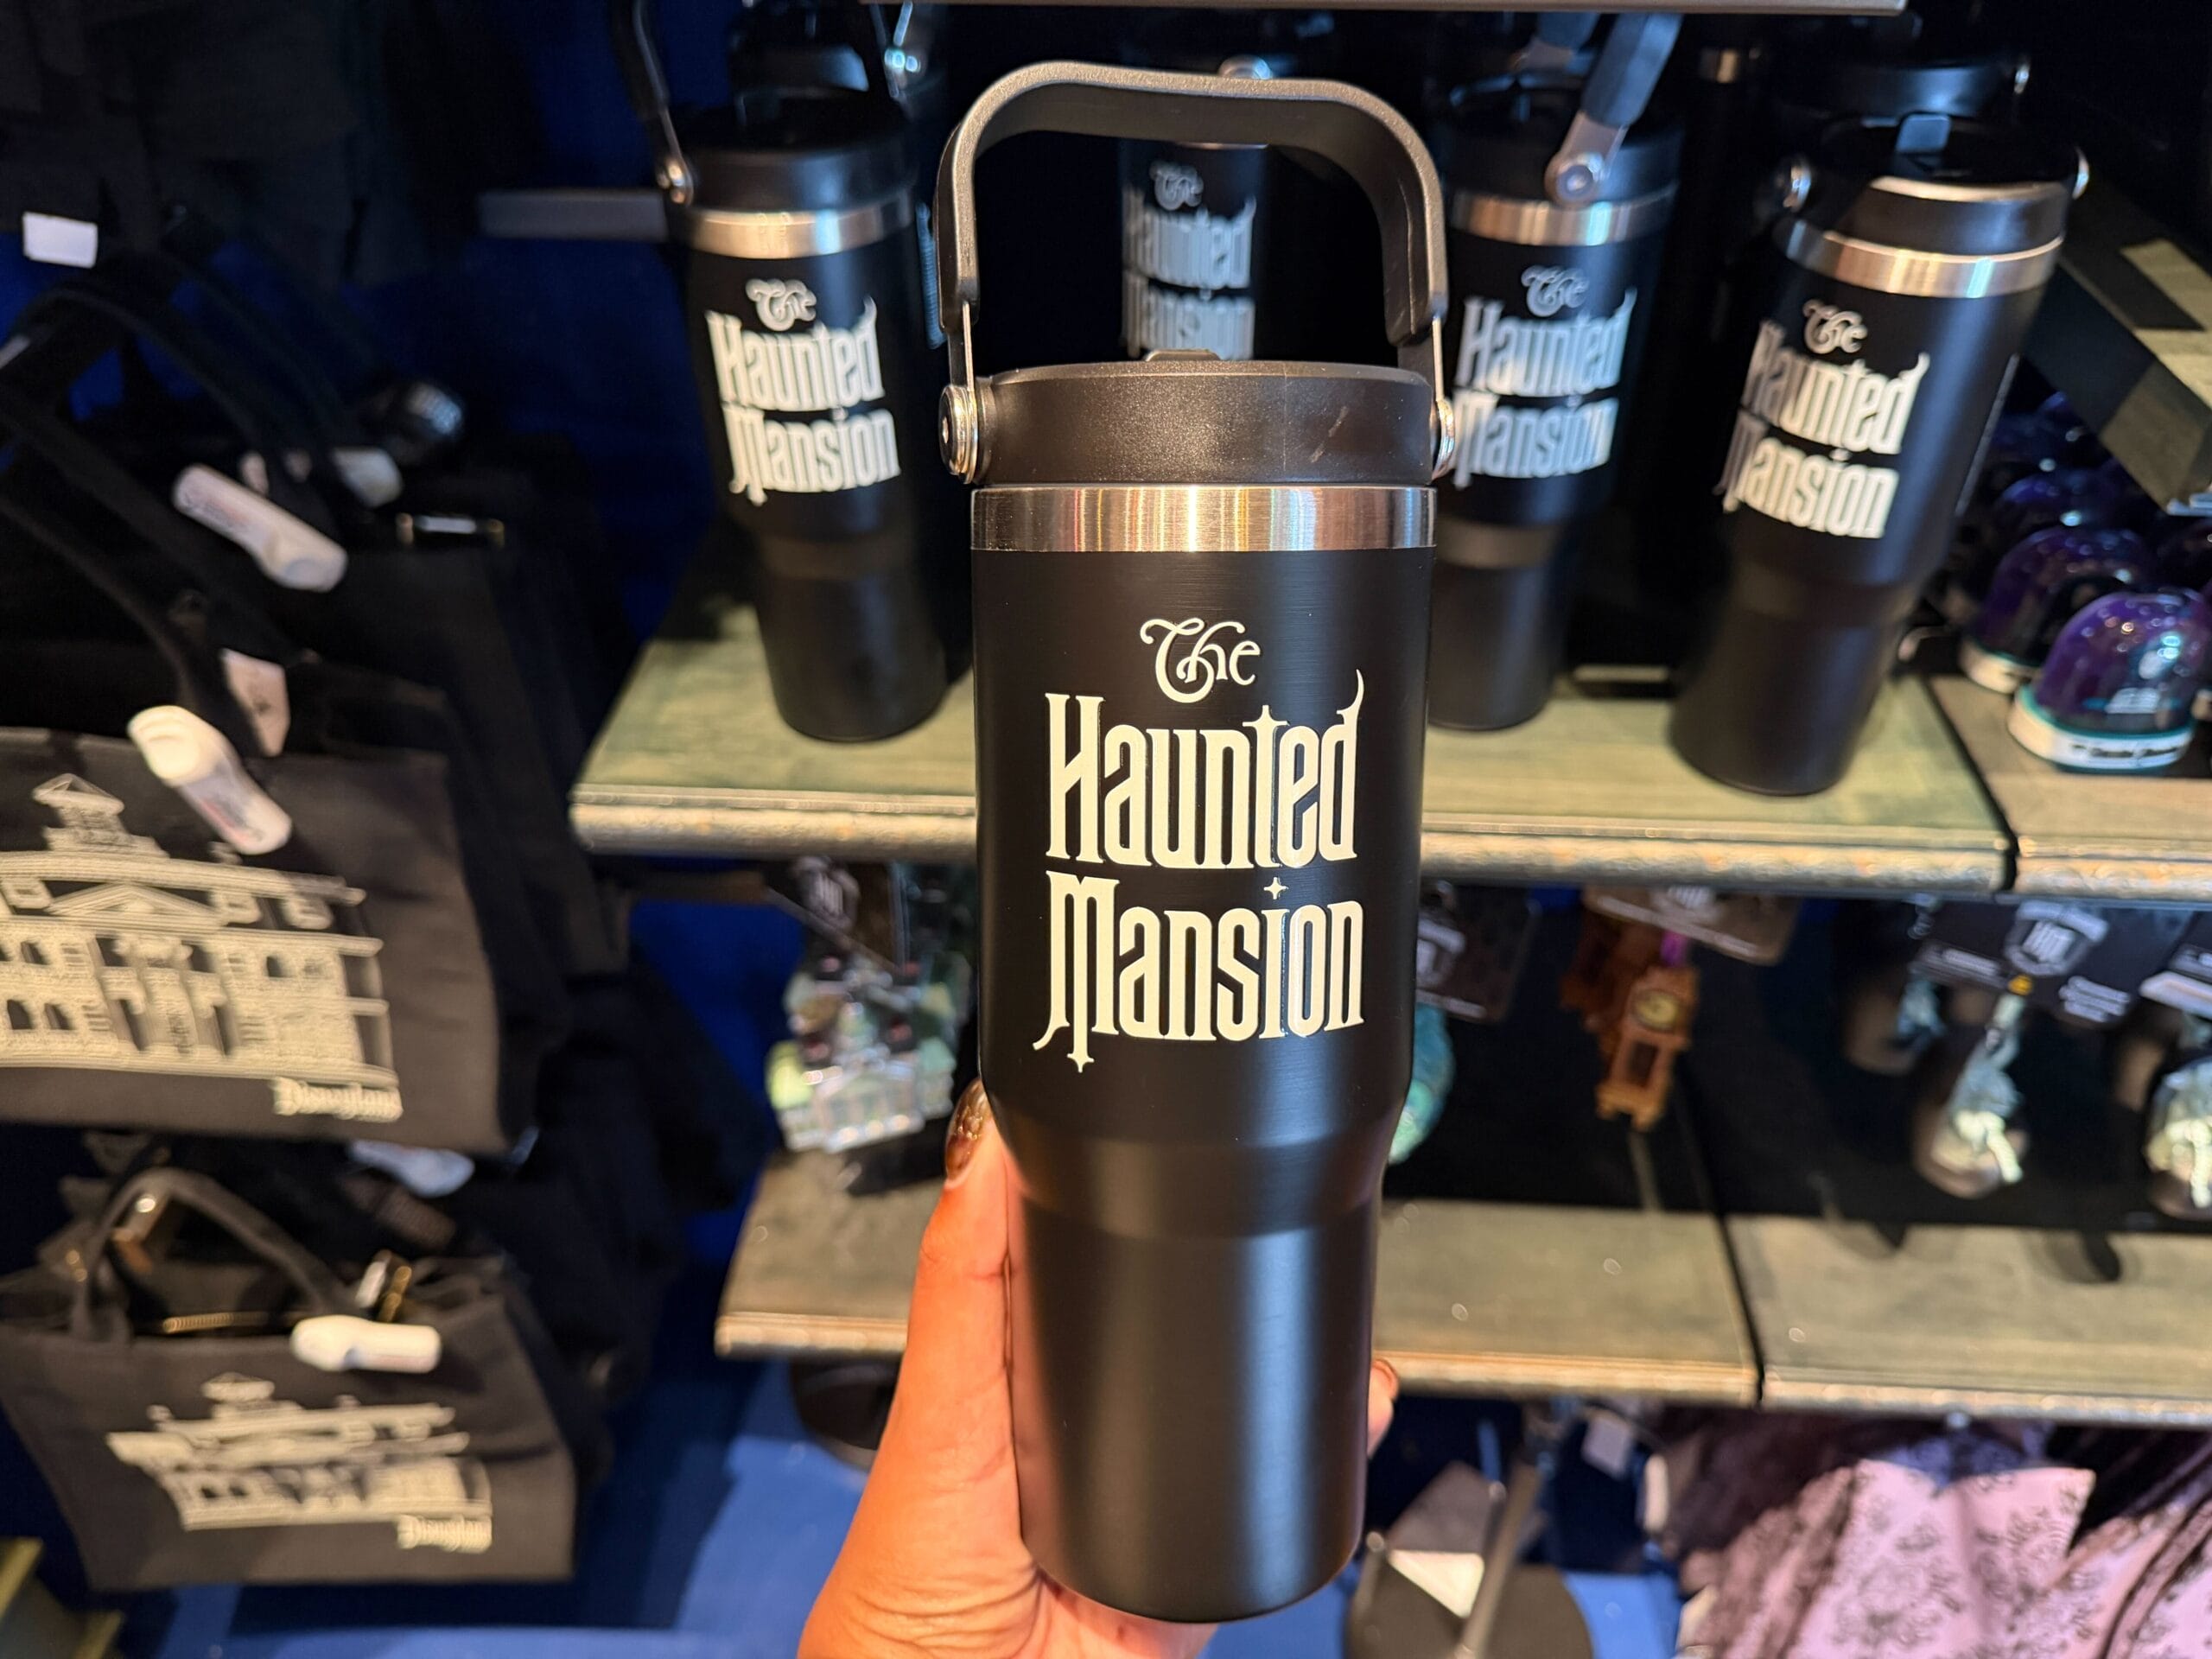 The
Haunted
Mansion
The
Haunted
Mansion
The
Haunted
Mansion
The
Haunted
Mansion
The
Haunted
Mansion
Disneyland
Disneyland